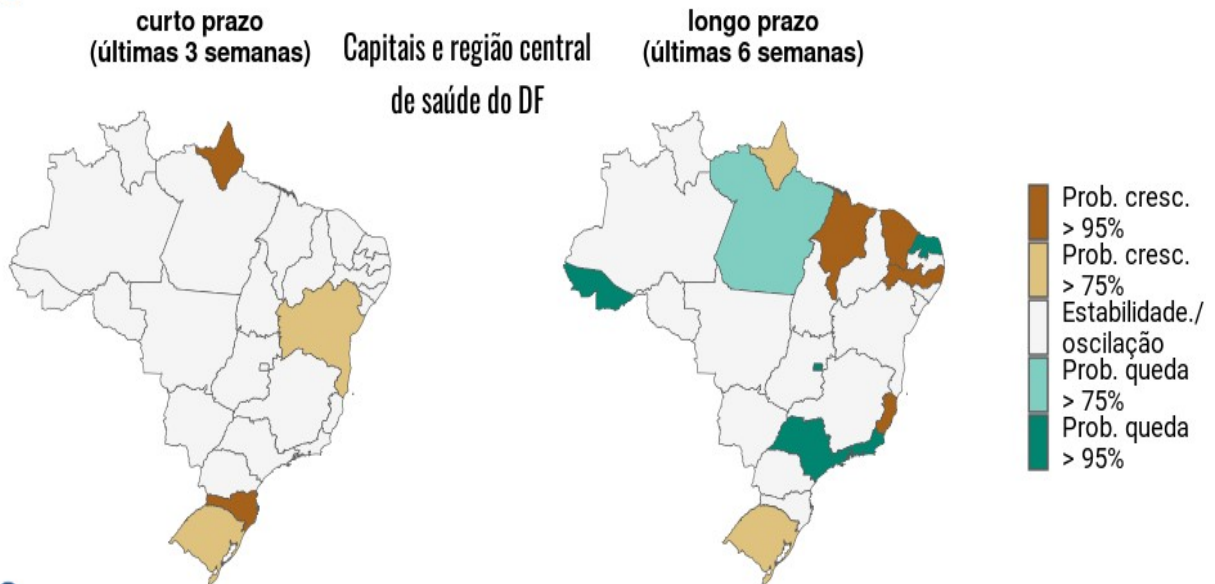 curto prazo
(últimas 3 semanas)
Capitais e região central
de saúde do DF
longo prazo
(últimas 6 semanas)
Prob. cresc.
> 95%
Prob. cresc.
> 75%
Estabilidade./
oscilação
Prob. queda
> 75%
Prob. queda
> 95%